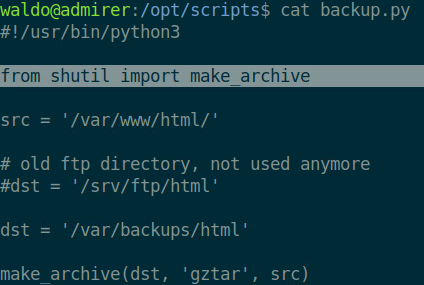 waldo@admirer:/opt/scripts$ cat backup.py
#!/usr/bin/python3
from shutil import make_archive
src = '/var/www/html/'
# old ftp directory, not used anymore
#dst = '/srv/ftp/html'
dst = '/var/backups/html'
make_archive(dst, 'gztar', src)